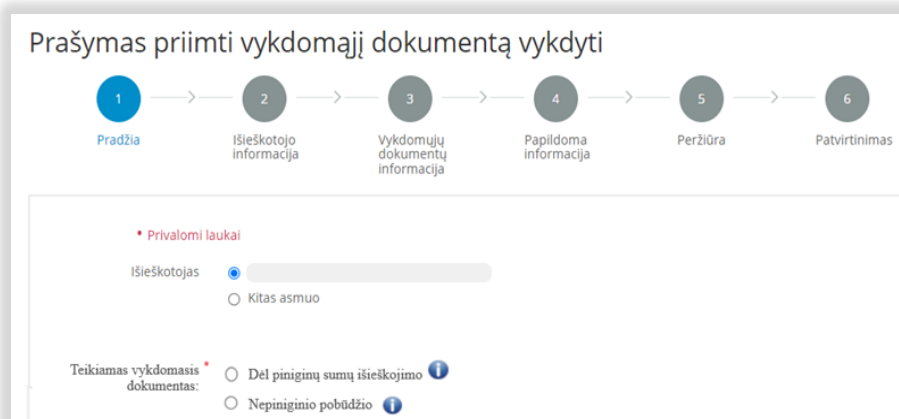 Prašymas priimti vykdomąjį dokumentą vykdyti
1
2
3
4
5
6
Pradžia
Išieškotojo
informacija
Vykdomųjų
dokumentų
informacija
Papildoma
informacija
Peržiūra
Patvirtinimas
* Privalomi laukai
Išieškotojas
Kitas asmuo
Teikiamas vykdomasis *
dokumentas:
Dėl piniginų sumų išieškojimo
Nepiniginio pobūdžio